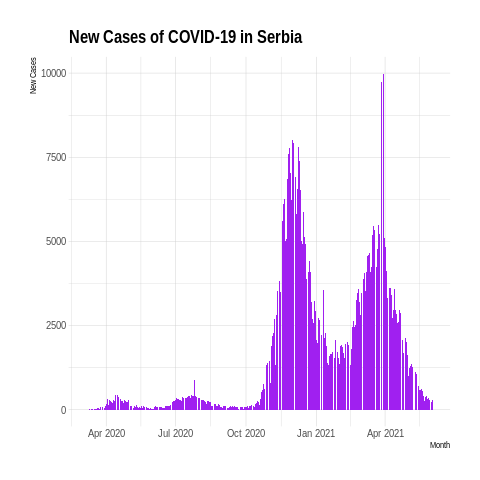 New Cases of COVID-19 in Serbia
New Cases
10000
7500
5000
2500
0
Apr 2020 Jul 2020 Oct 2020 Jan 2021 Apr 2021
Month